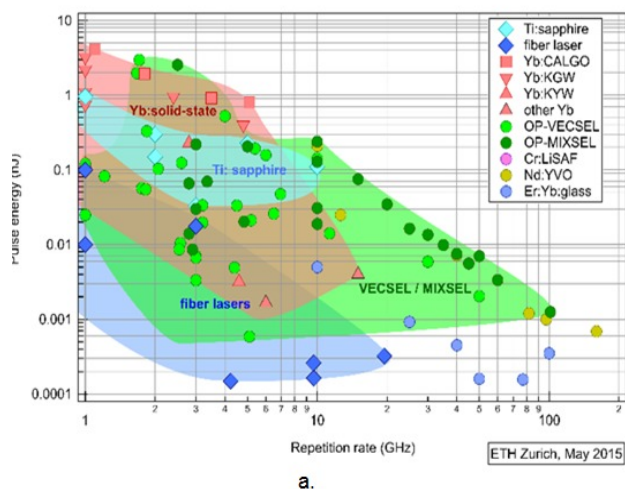 10
1
0.1
0.01
0.001
0.0001
Pulse energy (nJ)
Yb:solid-state
Ti: sapphire
fiber lasers
VECSEL / MIXSEL
Ti:sapphire
fiber laser
Yb:CALGO
Yb:KGW
Yb:KYW
other Yb
OP-VECSEL
OP-MIXSEL
Cr:LiSAF
Nd:YVO
Er:Yb:glass
1 2 3 4 5 6 7 8 9 10 2 3 4 5 6 7 8 9 100 2
Repetition rate (GHz)
ETH Zurich, May 2015
a.